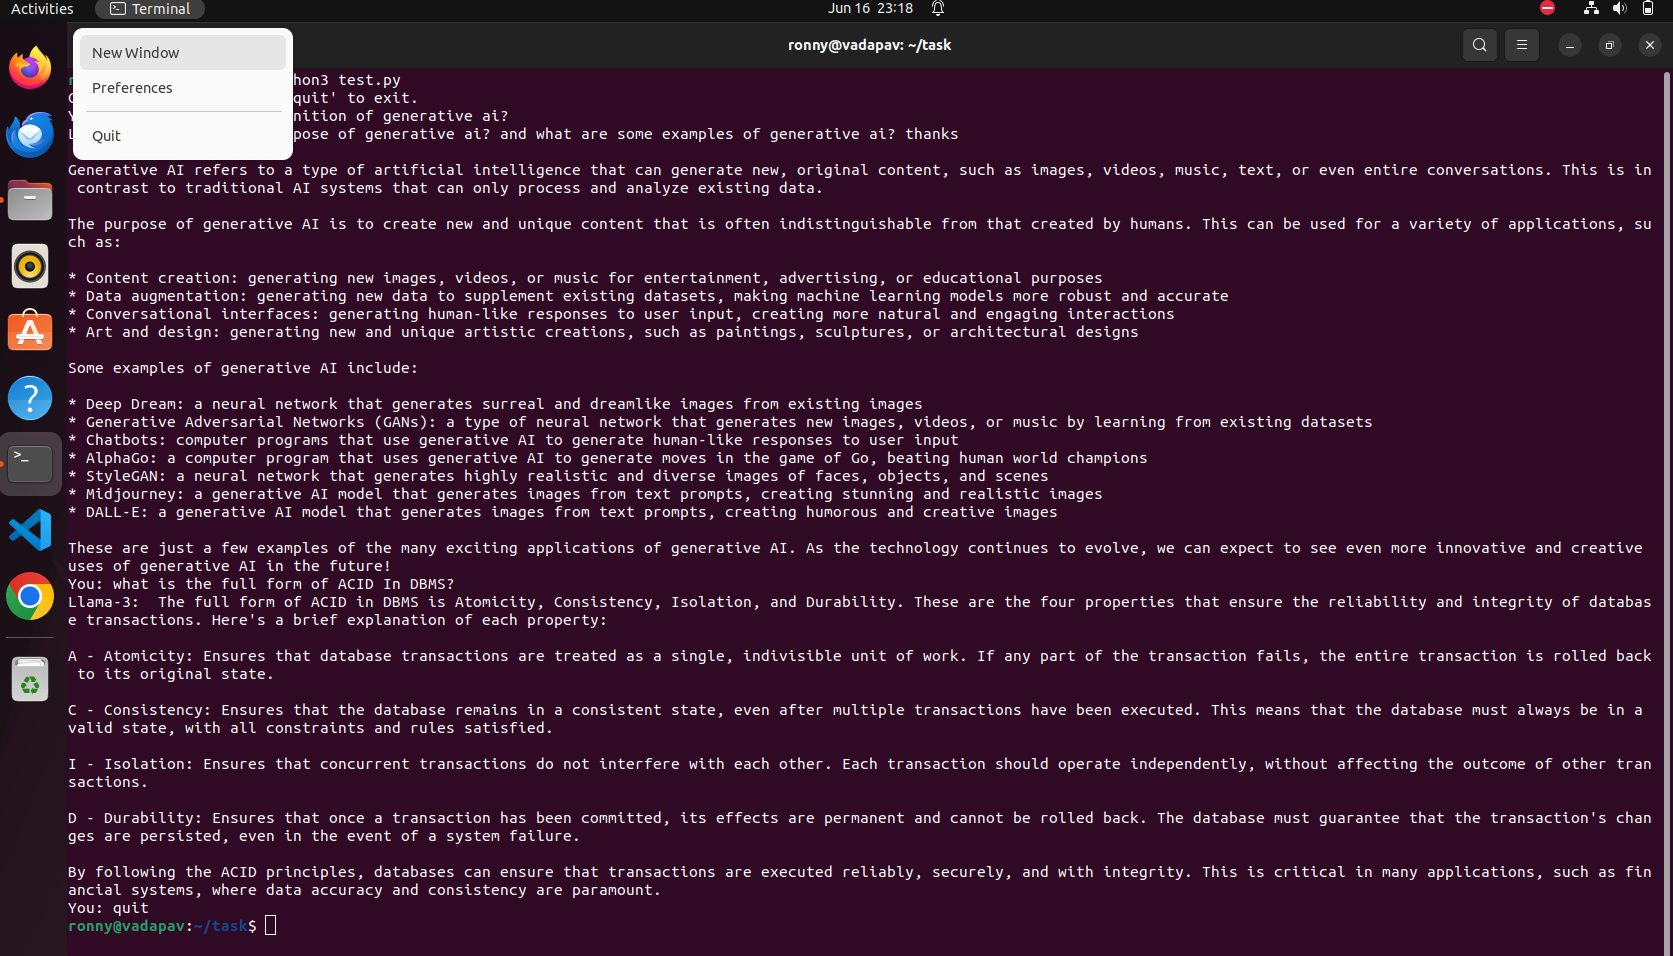 Activities
Terminal
Jun 16 23:18
New Window
Preferences
Quit
ronny@vadapav: ~/task
hon3 test.py
quit' to exit.
nition of generative ai?
pose of generative ai? and what are some examples of generative ai? thanks
Generative AI refers to a type of artificial intelligence that can generate new, original content, such as images, videos, music, text, or even entire conversations. This is in
contrast to traditional AI systems that can only process and analyze existing data.
The purpose of generative AI is to create new and unique content that is often indistinguishable from that created by humans. This can be used for a variety of applications, su
ch as:
* Content creation: generating new images, videos, or music for entertainment, advertising, or educational purposes
* Data augmentation: generating new data to supplement existing datasets, making machine learning models more robust and accurate
* Conversational interfaces: generating human-like responses to user input, creating more natural and engaging interactions
* Art and design: generating new and unique artistic creations, such as paintings, sculptures, or architectural designs
Some examples of generative AI include:
* Deep Dream: a neural network that generates surreal and dreamlike images from existing images
* Generative Adversarial Networks (GANs): a type of neural network that generates new images, videos, or music by learning from existing datasets
* Chatbots: computer programs that use generative AI to generate human-like responses to user input
* AlphaGo: a computer program that uses generative AI to generate moves in the game of Go, beating human world champions
* StyleGAN: a neural network that generates highly realistic and diverse images of faces, objects, and scenes
* Midjourney: a generative AI model that generates images from text prompts, creating stunning and realistic images
* DALL-E: a generative AI model that generates images from text prompts, creating humorous and creative images
These are just a few examples of the many exciting applications of generative AI. As the technology continues to evolve, we can expect to see even more innovative and creative
uses of generative AI in the future!
You: what is the full form of ACID In DBMS?
Llama-3:  The full form of ACID in DBMS is Atomicity, Consistency, Isolation, and Durability. These are the four properties that ensure the reliability and integrity of databas
e transactions. Here's a brief explanation of each property:
A - Atomicity: Ensures that database transactions are treated as a single, indivisible unit of work. If any part of the transaction fails, the entire transaction is rolled back
to its original state.
C - Consistency: Ensures that the database remains in a consistent state, even after multiple transactions have been executed. This means that the database must always be in a
valid state, with all constraints and rules satisfied.
I - Isolation: Ensures that concurrent transactions do not interfere with each other. Each transaction should operate independently, without affecting the outcome of other tran
sactions.
D - Durability: Ensures that once a transaction has been committed, its effects are permanent and cannot be rolled back. The database must guarantee that the transaction's chan
ges are persisted, even in the event of a system failure.
By following the ACID principles, databases can ensure that transactions are executed reliably, securely, and with integrity. This is critical in many applications, such as fin
ancial systems, where data accuracy and consistency are paramount.
You: quit
ronny@vadapav:~/task$